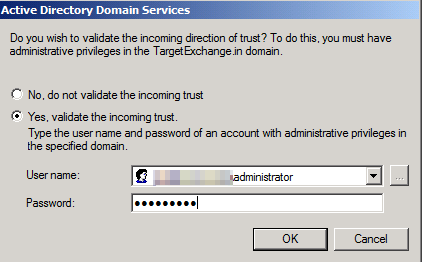 Active Directory Domain Services
Do you wish to validate the incoming direction of trust? To do this, you must have
administrative privileges in the TargetExchange.in domain.
No, do not validate the incoming trust
Yes, validate the incoming trust.
Type the user name and password of an account with administrative privileges in
the specified domain.
User name: administrator ...
Password: ●●●●●●●●●
OK Cancel